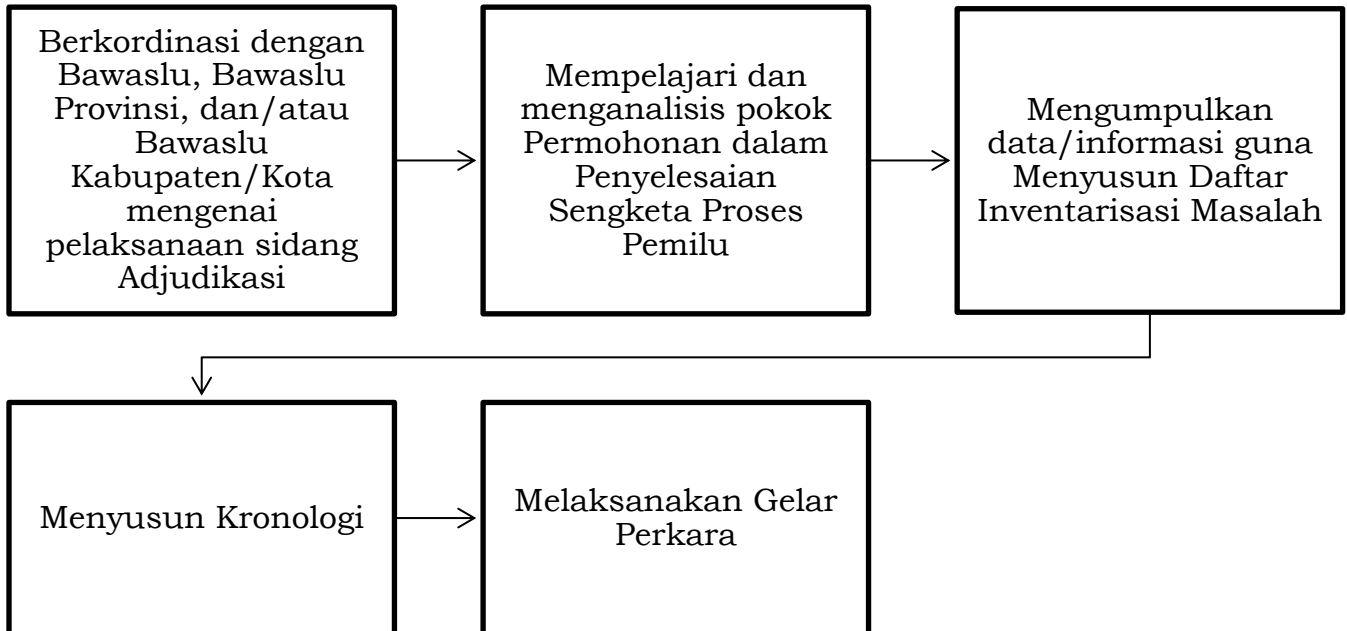 Berkordinasi dengan
Bawaslu, Bawaslu
Provinsi, dan/atau
Bawaslu
Kabupaten/Kota
mengenai
pelaksanaan sidang
Adjudikasi
Mempelajari dan
menganalisis pokok
Permohonan dalam
Penyelesaian
Sengketa Proses
Pemilu
Mengumpulkan
data/informasi guna
Menyusun Daftar
Inventarisasi Masalah
Menyusun Kronologi
Melaksanakan Gelar
Perkara